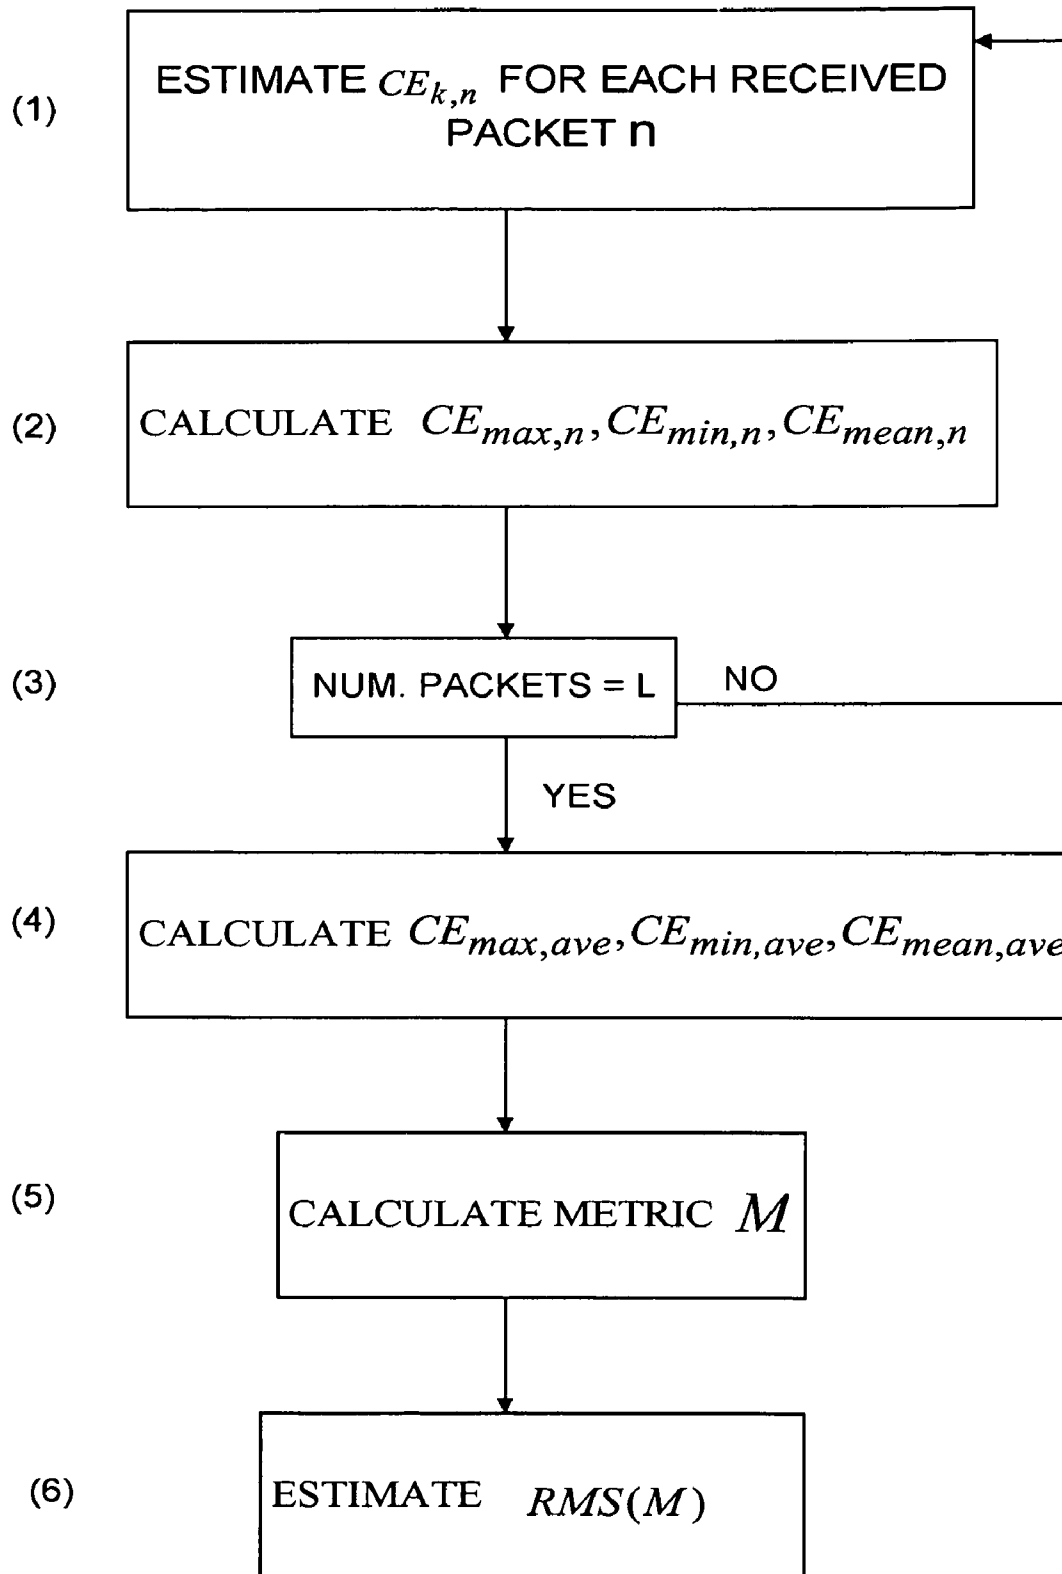 (1)
ESTIMATE CE_{k,n} FOR EACH RECEIVED
PACKET n
(2)
CALCULATE CE_{max,n}, CE_{min,n}, CE_{mean,n}
(3)
NUM. PACKETS = L
NO
YES
(4)
CALCULATE CE_{max,ave}, CE_{min,ave}, CE_{mean,ave}
(5)
CALCULATE METRIC M
(6)
ESTIMATE RMS(M)